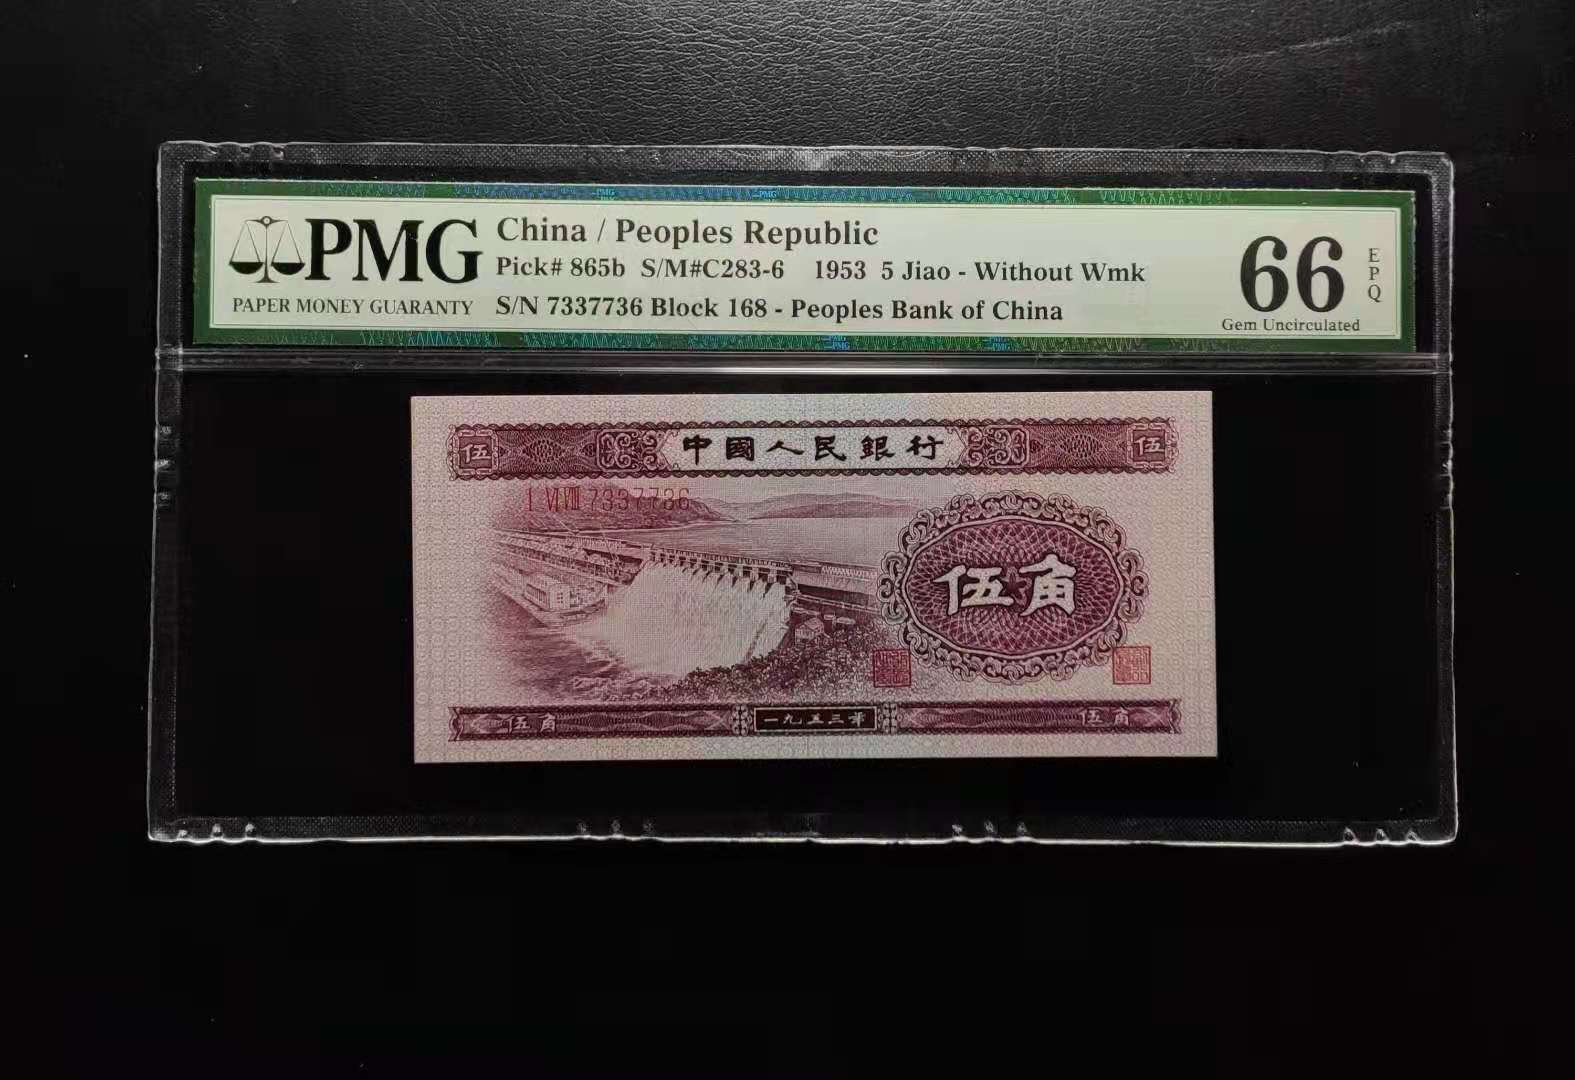 PMG
PAPER MONEY GUARANTY
China / Peoples Republic
Pick# 865b S/M#C283-6 1953 5 Jiao - Without Wmk
S/N 7337736 Block 168 - Peoples Bank of China
66
EPQ
Gem Uncirculated
伍 中國人民銀行 伍
I VI VIII 7337736
伍角
伍角 一九五三年 伍角